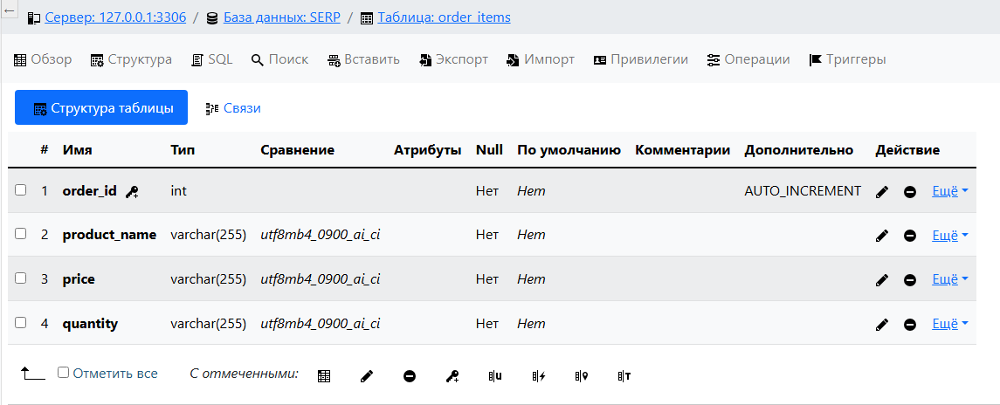 ← Сервер: 127.0.0.1:3306 / База данных: SERP / Таблица: order_items
Обзор Структура SQL Поиск Вставить Экспорт Импорт Привилегии Операции Триггеры
Структура таблицы Связи
# Имя Тип Сравнение Атрибуты Null По умолчанию Комментарии Дополнительно Действие
1 order_id int Нет Нет AUTO_INCREMENT Ещё
2 product_name varchar(255) utf8mb4_0900_ai_ci Нет Нет Ещё
3 price varchar(255) utf8mb4_0900_ai_ci Нет Нет Ещё
4 quantity varchar(255) utf8mb4_0900_ai_ci Нет Нет Ещё
Отметить все С отмеченными: